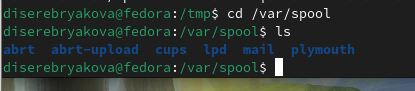 diserebryakova@fedora:/tmp$ cd /var/spool
diserebryakova@fedora:/var/spool$ ls
abrt  abrt-upload  cups  lpd  mail  plymouth
diserebryakova@fedora:/var/spool$